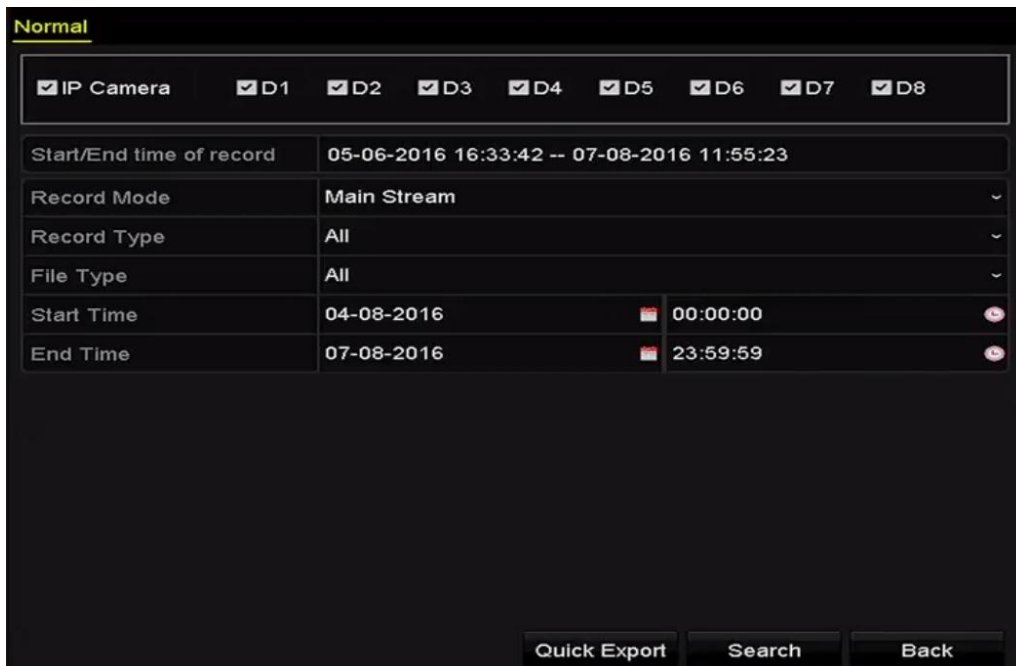 Normal
IP Camera D1 D2 D3 D4 D5 D6 D7 D8
Start/End time of record 05-06-2016 16:33:42 -- 07-08-2016 11:55:23
Record Mode Main Stream
Record Type All
File Type All
Start Time 04-08-2016 00:00:00
End Time 07-08-2016 23:59:59
Quick Export Search Back